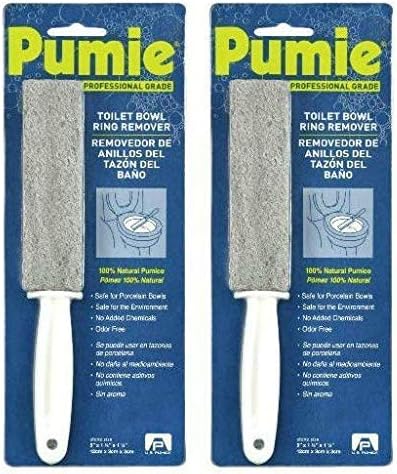 Pumie®
PROFESSIONAL GRADE
TOILET BOWL
RING REMOVER
REMOVEDOR DE
ANILLOS DEL
TAZÓN DEL
BAÑO
100% Natural Pumice
Pómez 100% Natural
• Safe for Porcelain Bowls
• Safe for the Environment
• No Added Chemicals
• Odor Free
• Se puede usar en tazones
de porcelana
• No daña al medioambiente
• No contiene aditivos
químicos
• Sin aroma
U.S. PUMICE
Pumie®
PROFESSIONAL GRADE
TOILET BOWL
RING REMOVER
REMOVEDOR DE
ANILLOS DEL
TAZÓN DEL
BAÑO
100% Natural Pumice
Pómez 100% Natural
• Safe for Porcelain Bowls
• Safe for the Environment
• No Added Chemicals
• Odor Free
• Se puede usar en tazones
de porcelana
• No daña al medioambiente
• No contiene aditivos
químicos
• Sin aroma
U.S. PUMICE